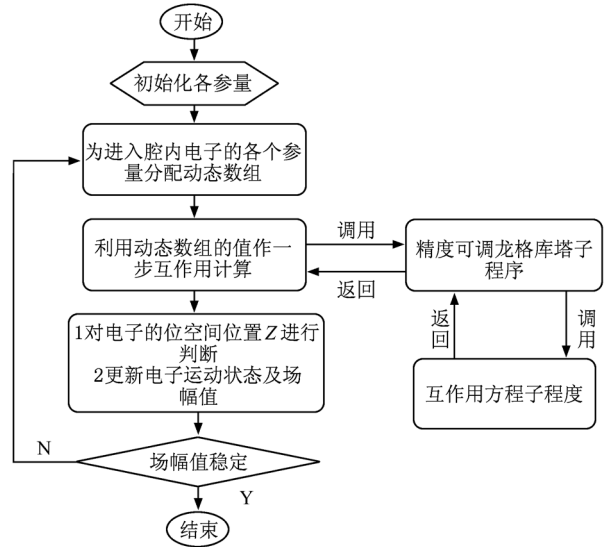 开始
初始化各参量
为进入腔内电子的各个参
量分配动态数组
利用动态数组的值作一
步互作用计算
调用
返回
精度可调龙格库塔子
程序
返回
调用
互作用方程子程度
1对电子的位空间位置Z进行
判断
2更新电子运动状态及场
幅值
N
场幅值稳定
Y
结束